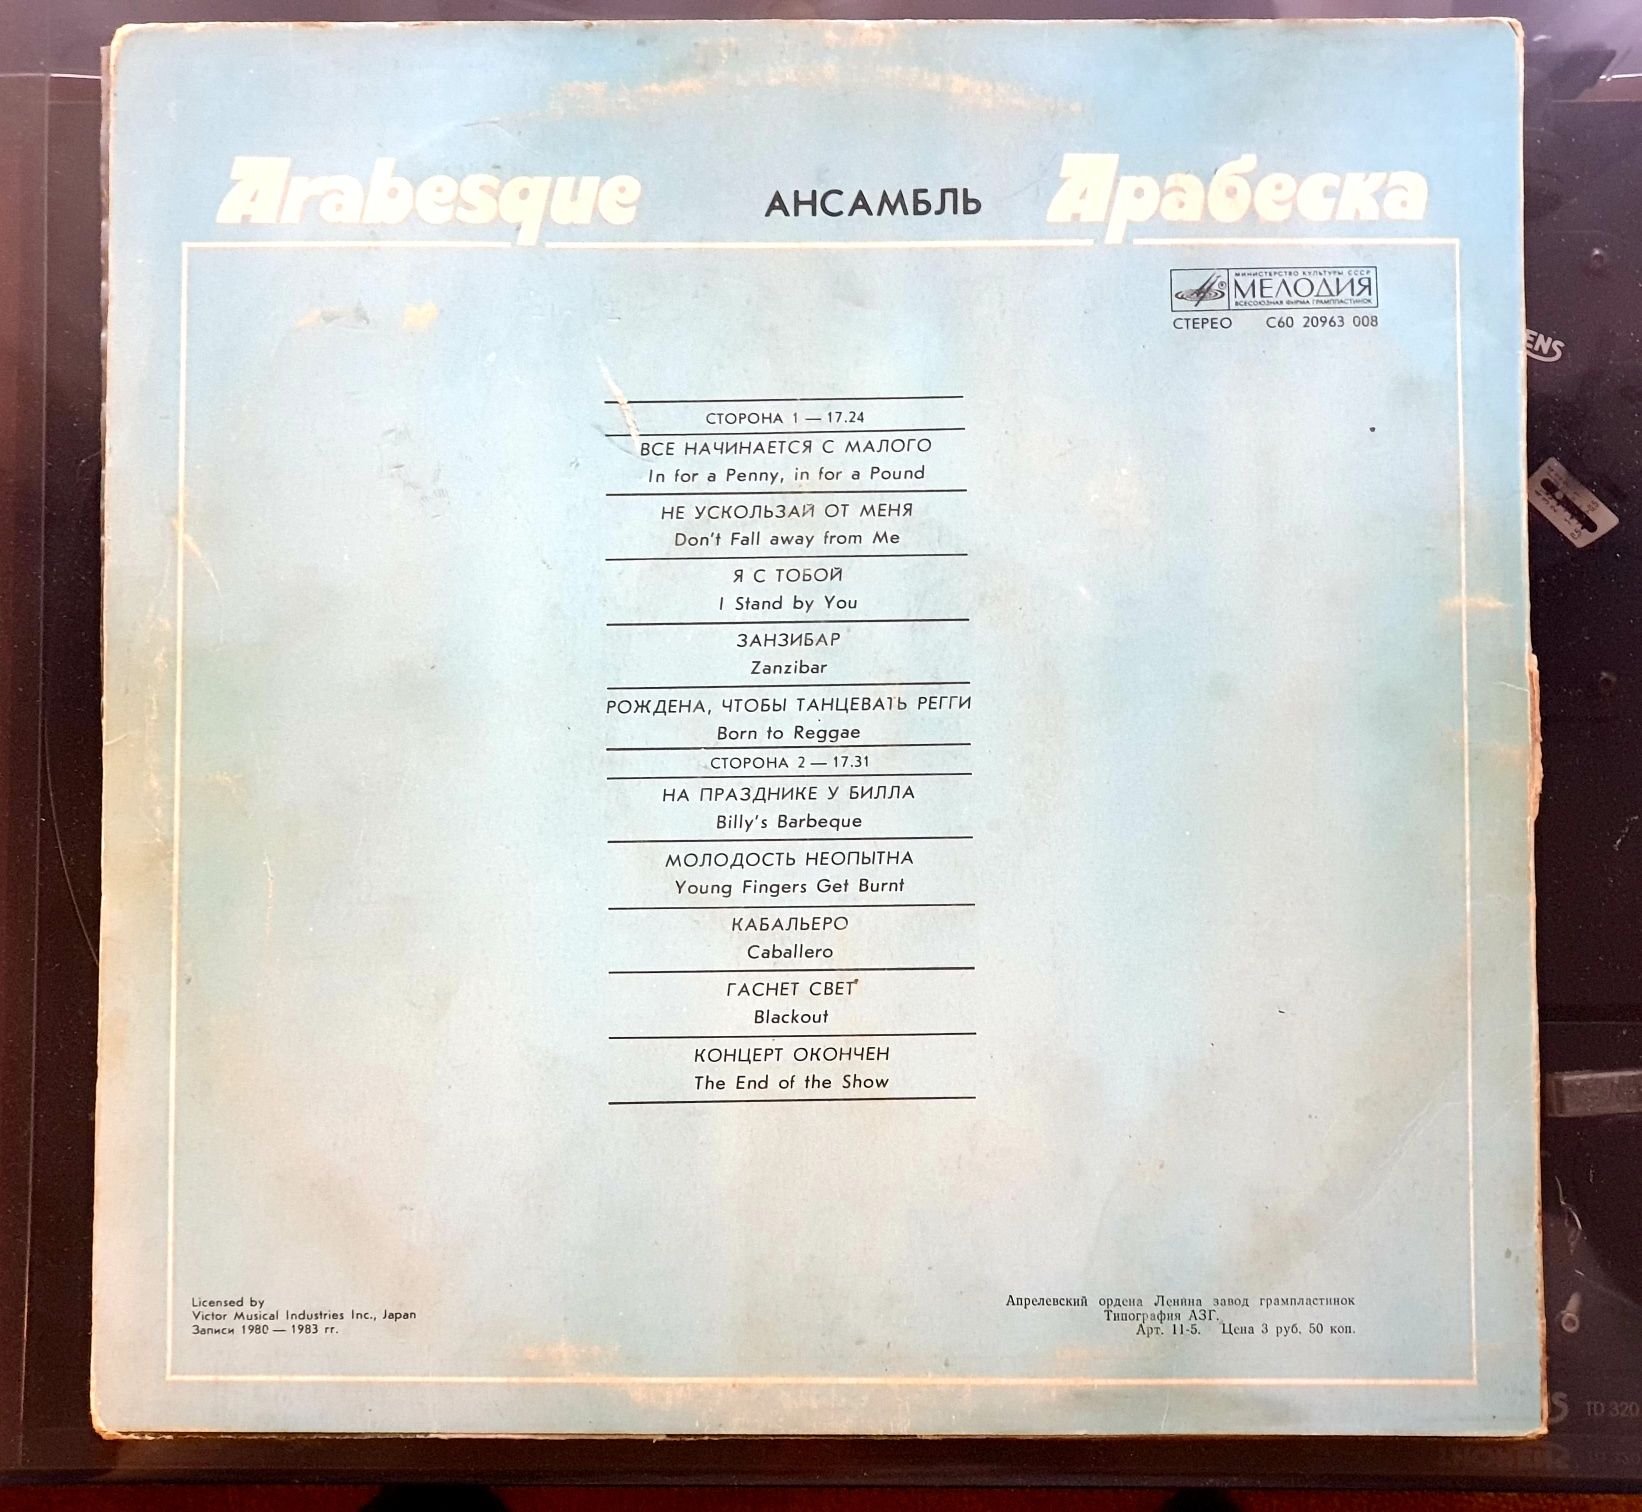 Arabesque АНСАМБЛЬ Арабеска
МИНИСТЕРСТВО КУЛЬТУРЫ СССР
МЕЛОДИЯ
ВСЕСОЮЗНАЯ ФИРМА ГРАМПЛАСТИНОК
СТЕРЕО С60 20963 008
СТОРОНА 1 — 17.24
ВСЕ НАЧИНАЕТСЯ С МАЛОГО
In for a Penny, in for a Pound
НЕ УСКОЛЬЗАЙ ОТ МЕНЯ
Don't Fall away from Me
Я С ТОБОЙ
I Stand by You
ЗАНЗИБАР
Zanzibar
РОЖДЕНА, ЧТОБЫ ТАНЦЕВАТЬ РЕГГИ
Born to Reggae
СТОРОНА 2 — 17.31
НА ПРАЗДНИКЕ У БИЛЛА
Billy's Barbeque
МОЛОДОСТЬ НЕОПЫТНА
Young Fingers Get Burnt
КАБАЛЬЕРО
Caballero
ГАСНЕТ СВЕТ
Blackout
КОНЦЕРТ ОКОНЧЕН
The End of the Show
Licensed by
Victor Musical Industries Inc., Japan
Записи 1980 — 1983 гг.
Апрелевский ордена Ленина завод грампластинок
Типография АЗГ.
Арт. 11-5. Цена 3 руб. 50 коп.
ENS
TD 320